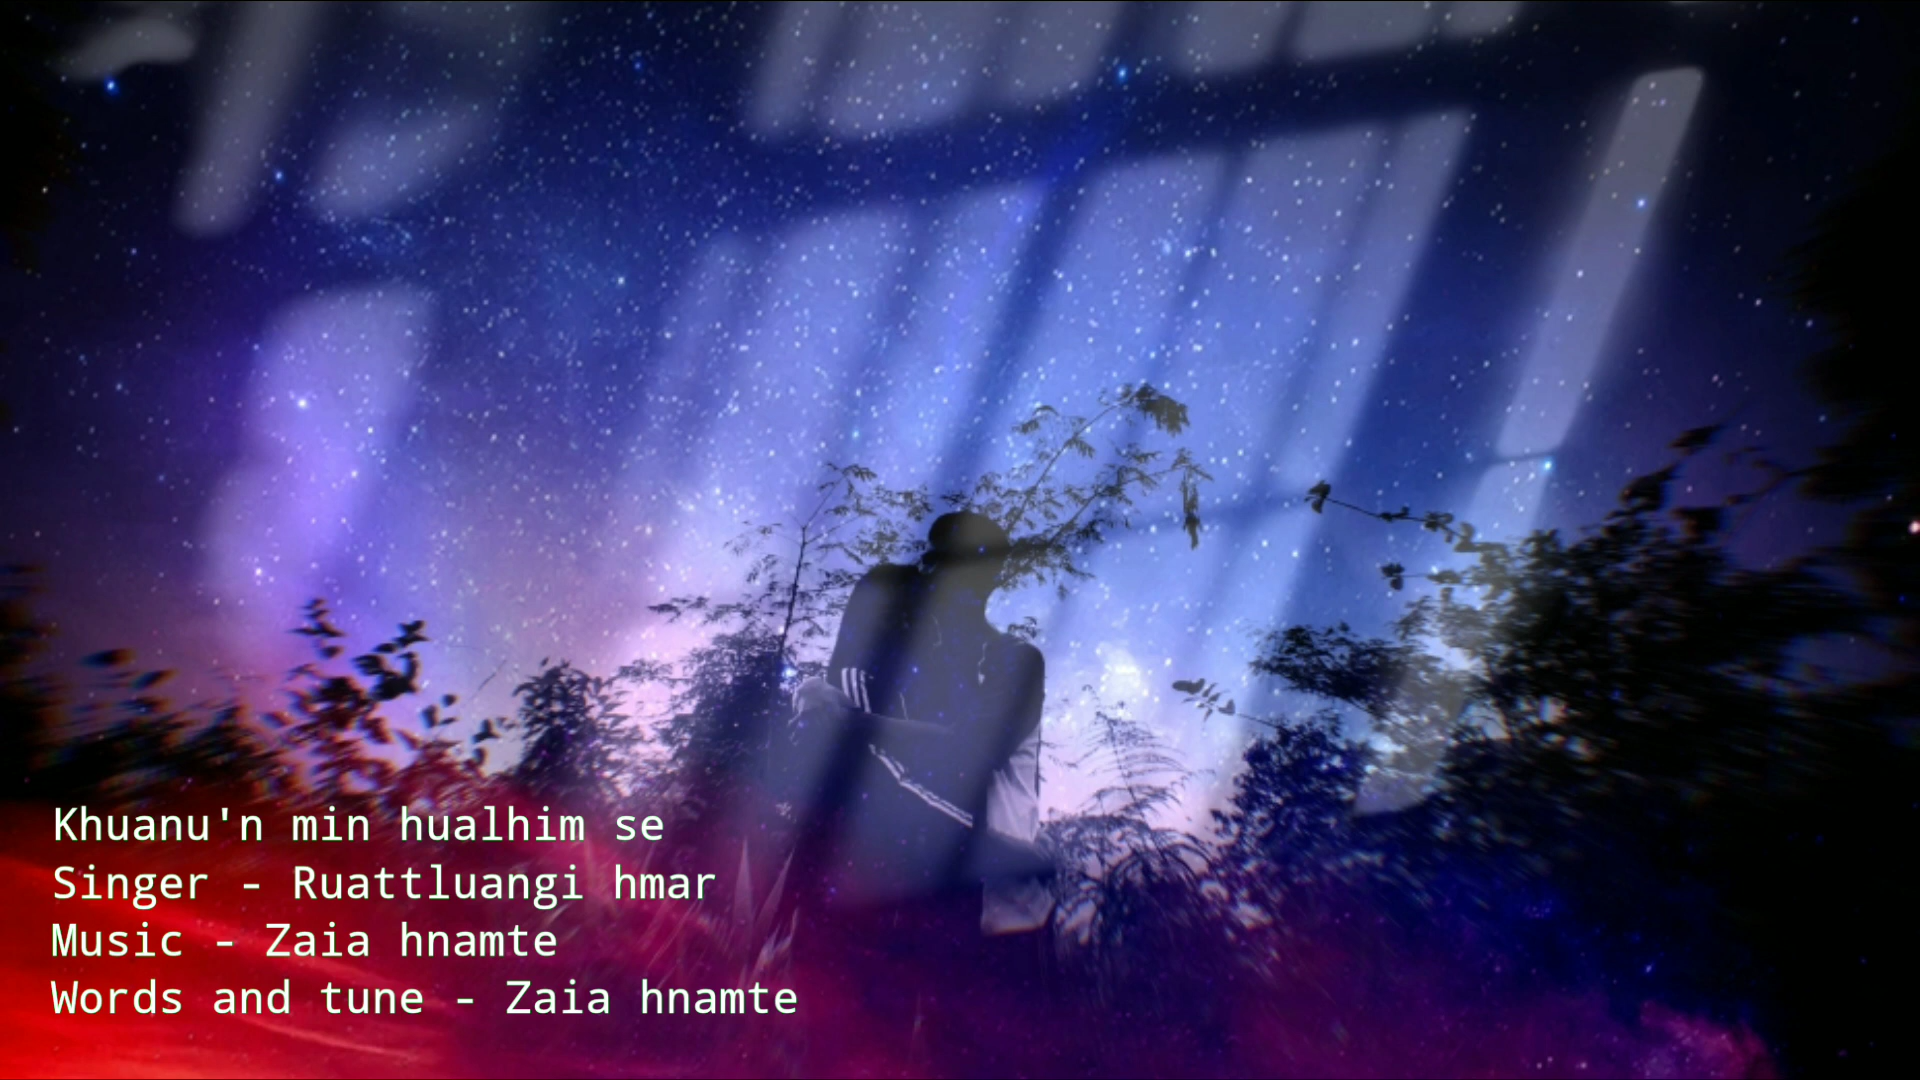 Khuanu'n min hualhim se
Singer - Ruattluangi hmar
Music - Zaia hnamte
Words and tune - Zaia hnamte